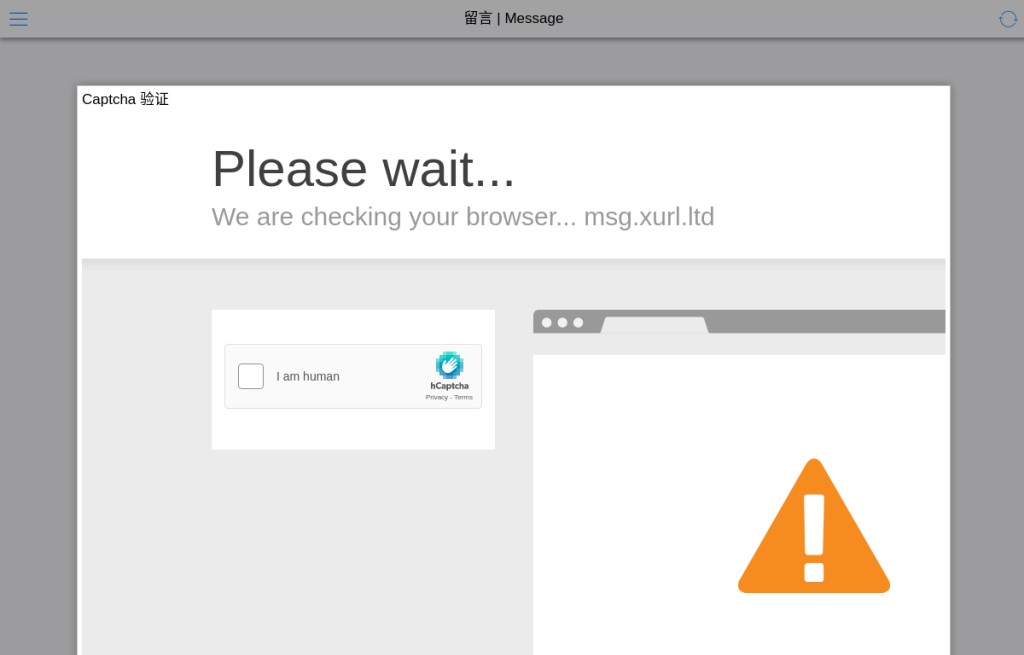 留言 | Message
Captcha 验证
Please wait...
We are checking your browser... msg.xurl.ltd
I am human
hCaptcha
Privacy - Terms